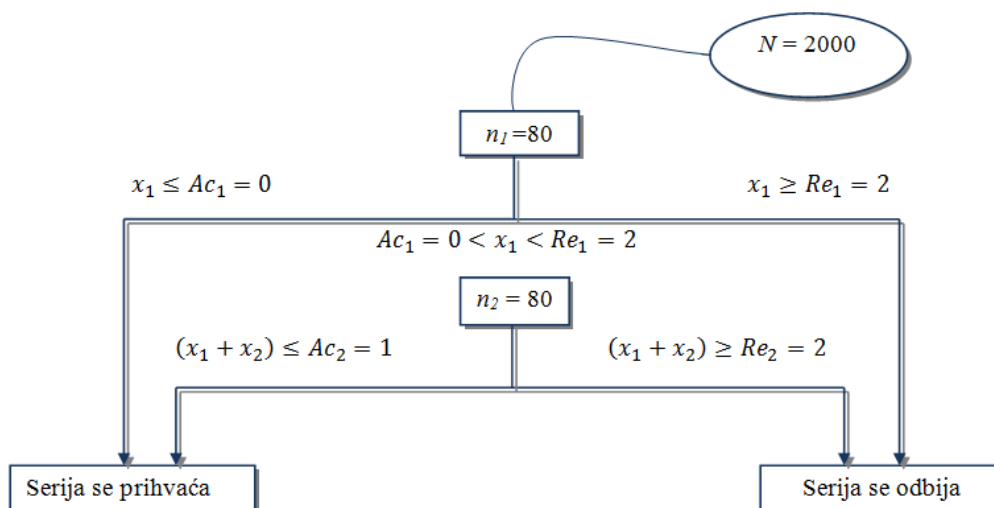 N = 2000
n₁ =80
x₁ ≤ Ac₁ = 0
x₁ ≥ Re₁ = 2
Ac₁ = 0 < x₁ < Re₁ = 2
n₂ = 80
(x₁ + x₂) ≤ Ac₂ = 1
(x₁ + x₂) ≥ Re₂ = 2
Serija se prihvaća
Serija se odbija